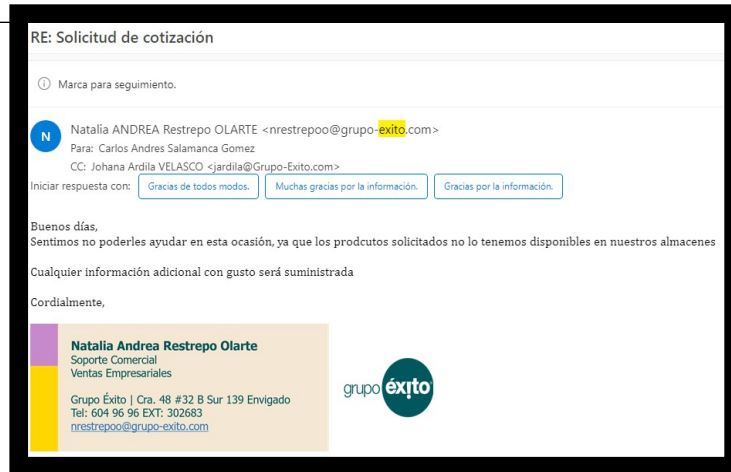 RE: Solicitud de cotización
Marca para seguimiento.
N
Natalia ANDREA Restrepo OLARTE <nrestrepoo@grupo-exito.com>
Para: Carlos Andres Salamanca Gomez
CC: Johana Ardila VELASCO <jardila@Grupo-Exito.com>
Iniciar respuesta con: Gracias de todos modos. Muchas gracias por la información. Gracias por la información.
Buenos días,
Sentimos no poderles ayudar en esta ocasión, ya que los prodcutos solicitados no lo tenemos disponibles en nuestros almacenes
Cualquier información adicional con gusto será suministrada
Cordialmente,
Natalia Andrea Restrepo Olarte
Soporte Comercial
Ventas Empresariales
Grupo Éxito | Cra. 48 #32 B Sur 139 Envigado
Tel: 604 96 96 EXT: 302683
nrestrepoo@grupo-exito.com
grupo éxito